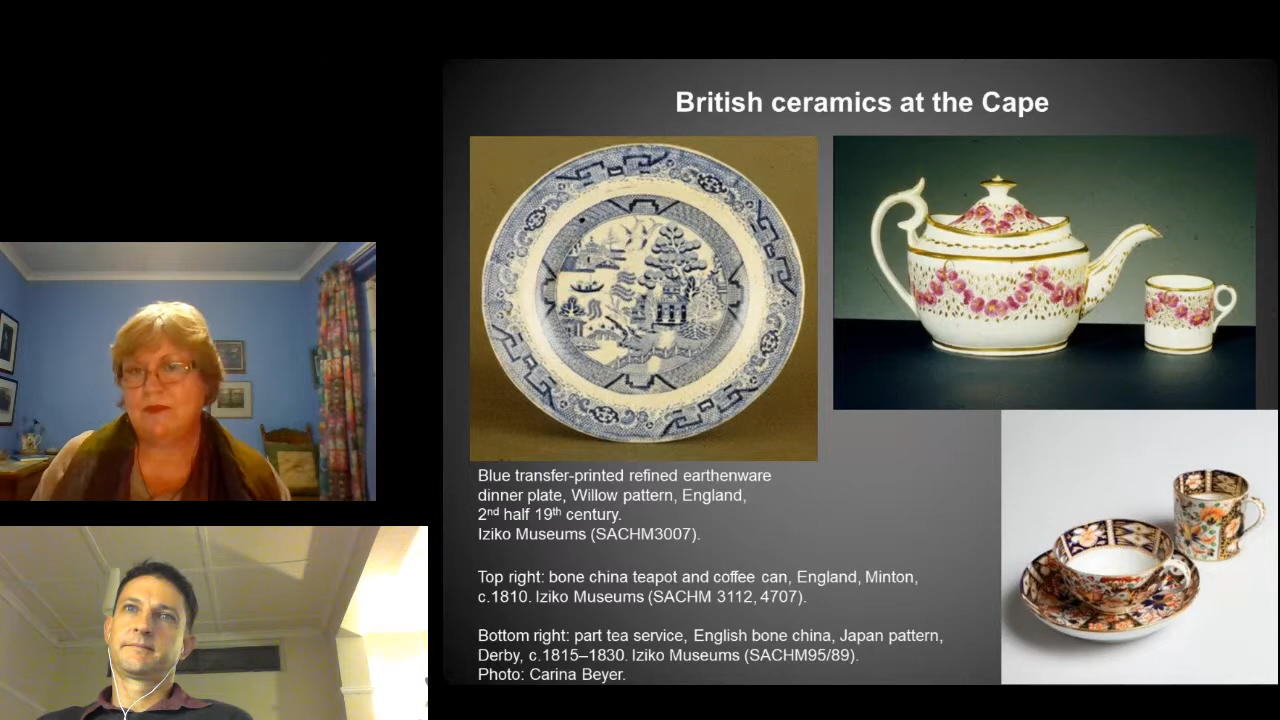 British ceramics at the Cape
Blue transfer-printed refined earthenware
dinner plate, Willow pattern, England,
2nd half 19th century.
Iziko Museums (SACHM3007).
Top right: bone china teapot and coffee can, England, Minton,
c.1810. Iziko Museums (SACHM 3112, 4707).
Bottom right: part tea service, English bone china, Japan pattern,
Derby, c.1815–1830. Iziko Museums (SACHM95/89).
Photo: Carina Beyer.